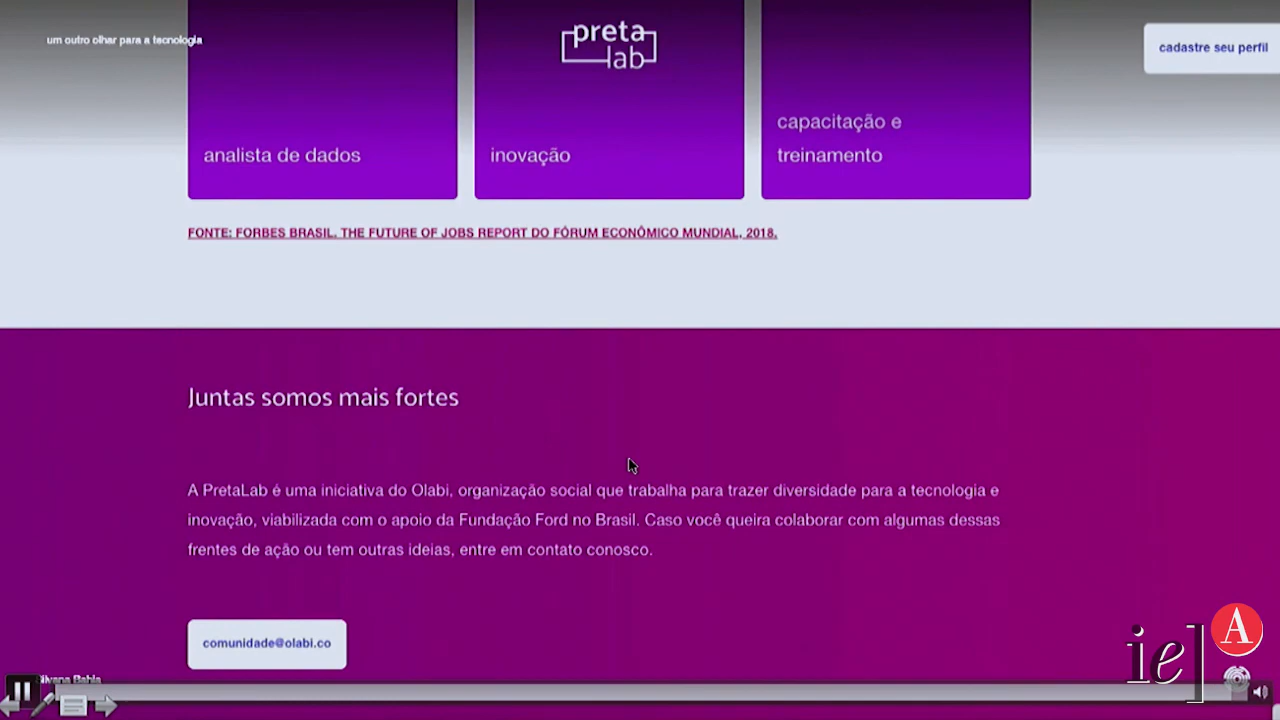 um outro olhar para a tecnologia
preta
lab
cadastre seu perfil
analista de dados
inovação
capacitação e
treinamento
FONTE: FORBES BRASIL. THE FUTURE OF JOBS REPORT DO FÓRUM ECONÔMICO MUNDIAL, 2018.
Juntas somos mais fortes
A PretaLab é uma iniciativa do Olabi, organização social que trabalha para trazer diversidade para a tecnologia e
inovação, viabilizada com o apoio da Fundação Ford no Brasil. Caso você queira colaborar com algumas dessas
frentes de ação ou tem outras ideias, entre em contato conosco.
comunidade@olabi.co
Silvana Bahia
ie]
A